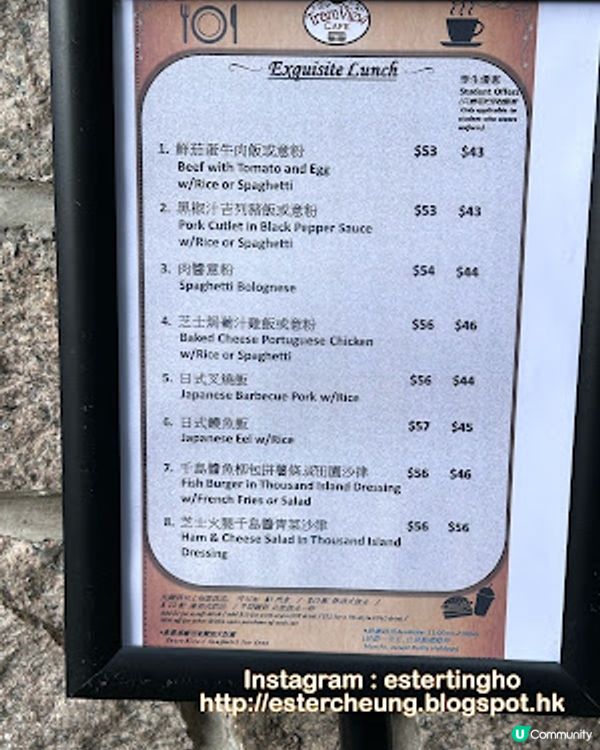 TramView
CAFE
Exquisite Lunch
學生優惠
Student Offers
1. 鮮茄蛋牛肉飯或意粉 $53 $43
Beef with Tomato and Egg
w/Rice or Spaghetti
2. 黑椒汁吉列豬飯或意粉 $53 $43
Pork Cutlet in Black Pepper Sauce
w/Rice or Spaghetti
3. 肉醬意粉 $54 $44
Spaghetti Bolognese
4. 芝士焗葡汁雞飯或意粉 $56 $46
Baked Cheese Portuguese Chicken
w/Rice or Spaghetti
5. 日式叉燒飯 $56 $44
Japanese Barbecue Pork w/Rice
6. 日式鰻魚飯 $57 $45
Japanese Eel w/Rice
7. 千島醬魚柳包拼薯條或田園沙律 $56 $46
Fish Burger in Thousand Island Dressing
w/French Fries or Salad
8. 芝士火腿千島醬青菜沙律 $56 $56
Ham & Cheese Salad in Thousand Island
Dressing
Instagram : estertingho
http://estercheung.blogspot.hk
U Community